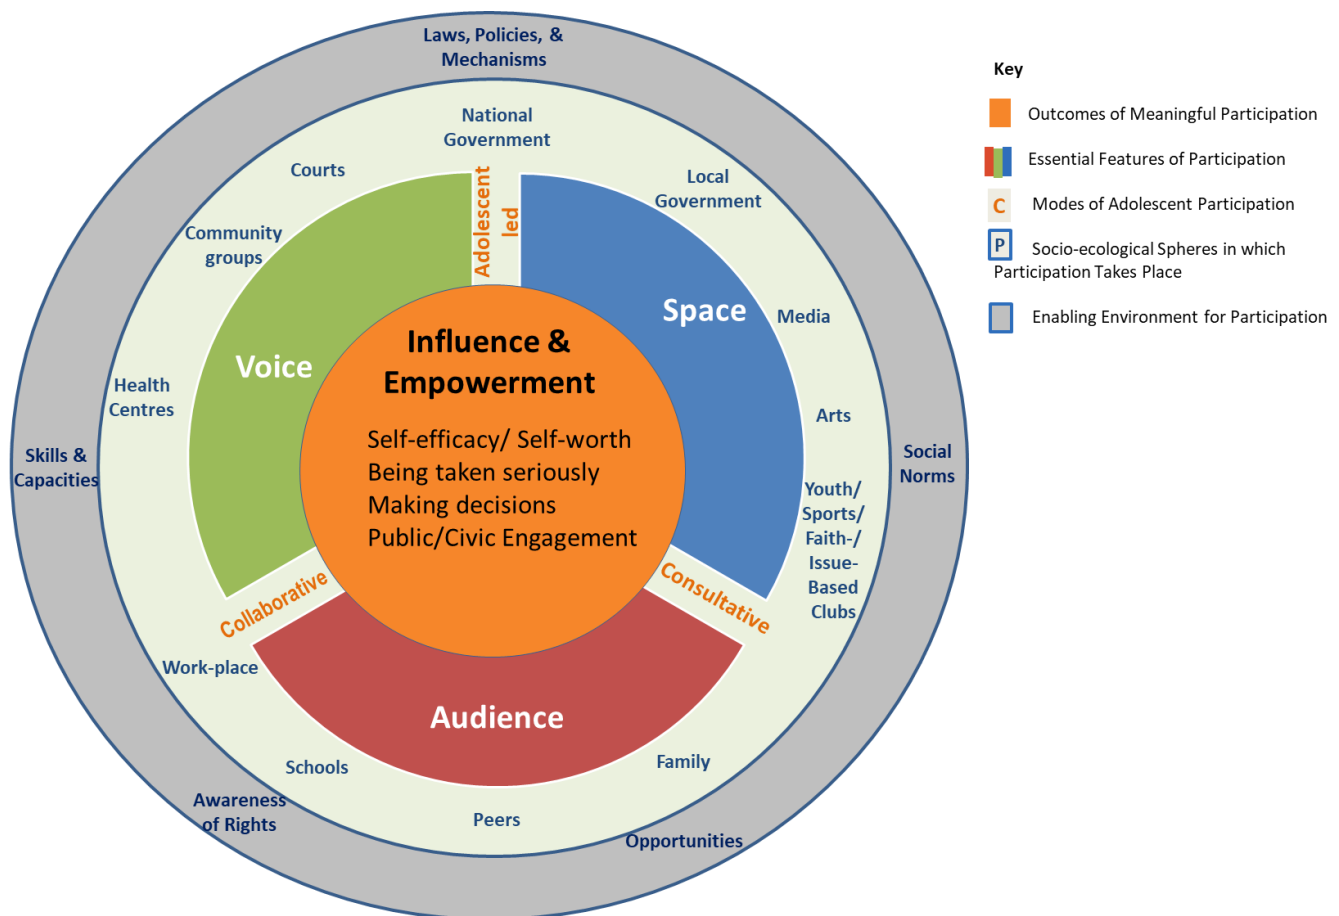 Laws, Policies, &
Mechanisms
National
Government
Courts
Local
Government
Community
groups
Adolescent
led
Space
Media
Voice
Influence &
Empowerment
Health
Centres
Arts
Self-efficacy/ Self-worth
Being taken seriously
Making decisions
Public/Civic Engagement
Skills &
Capacities
Social
Norms
Youth/
Sports/
Faith-/
Issue-
Based
Clubs
Collaborative
Consultative
Work-place
Audience
Schools
Family
Peers
Awareness
of Rights
Opportunities
Key
Outcomes of Meaningful Participation
Essential Features of Participation
C Modes of Adolescent Participation
P Socio-ecological Spheres in which
Participation Takes Place
Enabling Environment for Participation